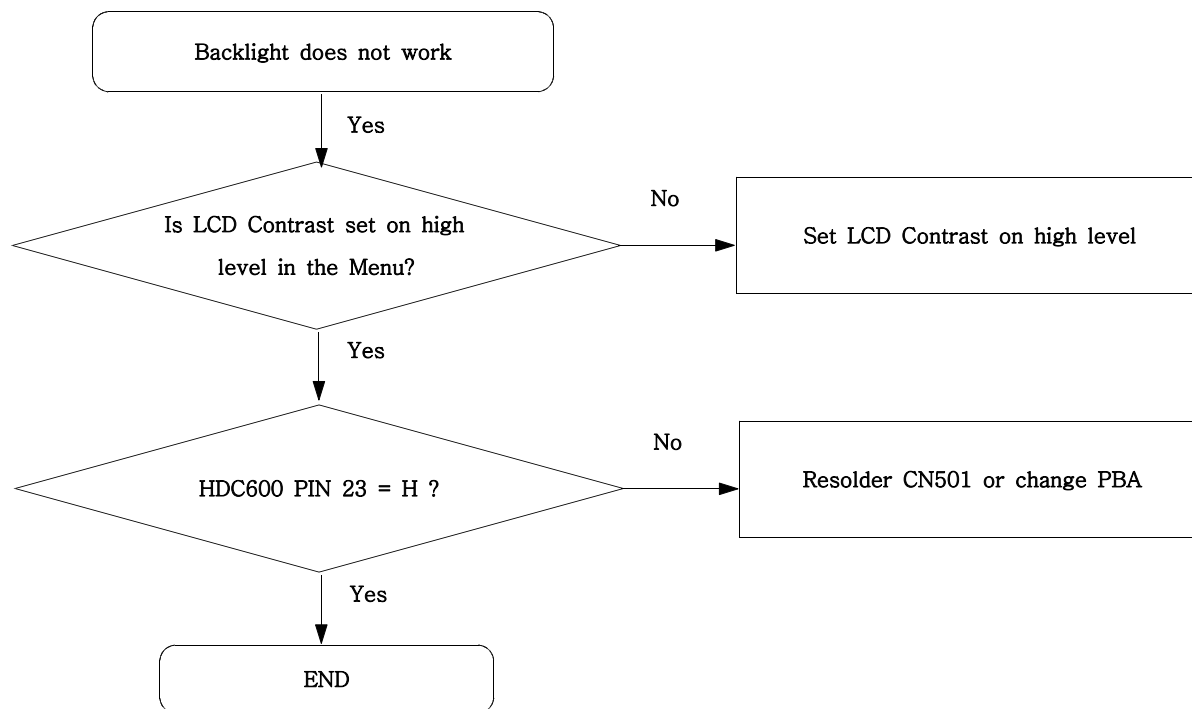 Backlight does not work
Yes
Is LCD Contrast set on high
level in the Menu?
No
Set LCD Contrast on high level
Yes
HDC600 PIN 23 = H ?
No
Resolder CN501 or change PBA
Yes
END